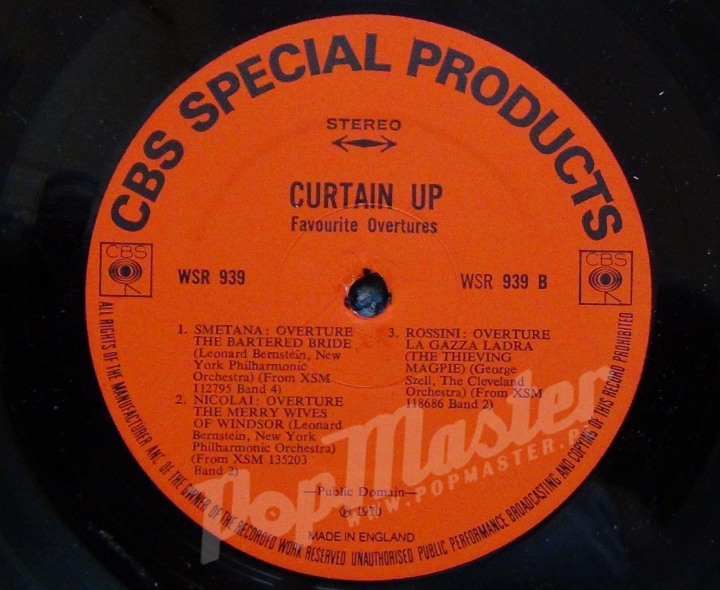 CBS SPECIAL PRODUCTS
STEREO
CURTAIN UP
Favourite Overtures
CBS
CBS
WSR 939
WSR 939 B
1. SMETANA: OVERTURE
THE BARTERED BRIDE
(Leonard Bernstein, New
York Philharmonic
Orchestra) (From XSM
112795 Band 4)
2. NICOLAI: OVERTURE
THE MERRY WIVES
OF WINDSOR (Leonard
Bernstein, New York
Philharmonic Orchestra)
(From XSM 135203
Band 2)
3. ROSSINI: OVERTURE
LA GAZZA LADRA
(THE THIEVING
MAGPIE) (George
Szell, The Cleveland
Orchestra) (From XSM
118686 Band 2)
—Public Domain—
℗ 1970
MADE IN ENGLAND
ALL RIGHTS OF THE MANUFACTURER AND OF THE OWNER OF THE RECORDED WORK RESERVED UNAUTHORISED PUBLIC PERFORMANCE BROADCASTING AND COPYING OF THIS RECORD PROHIBITED
PopMaster
WWW.POPMASTER.PL